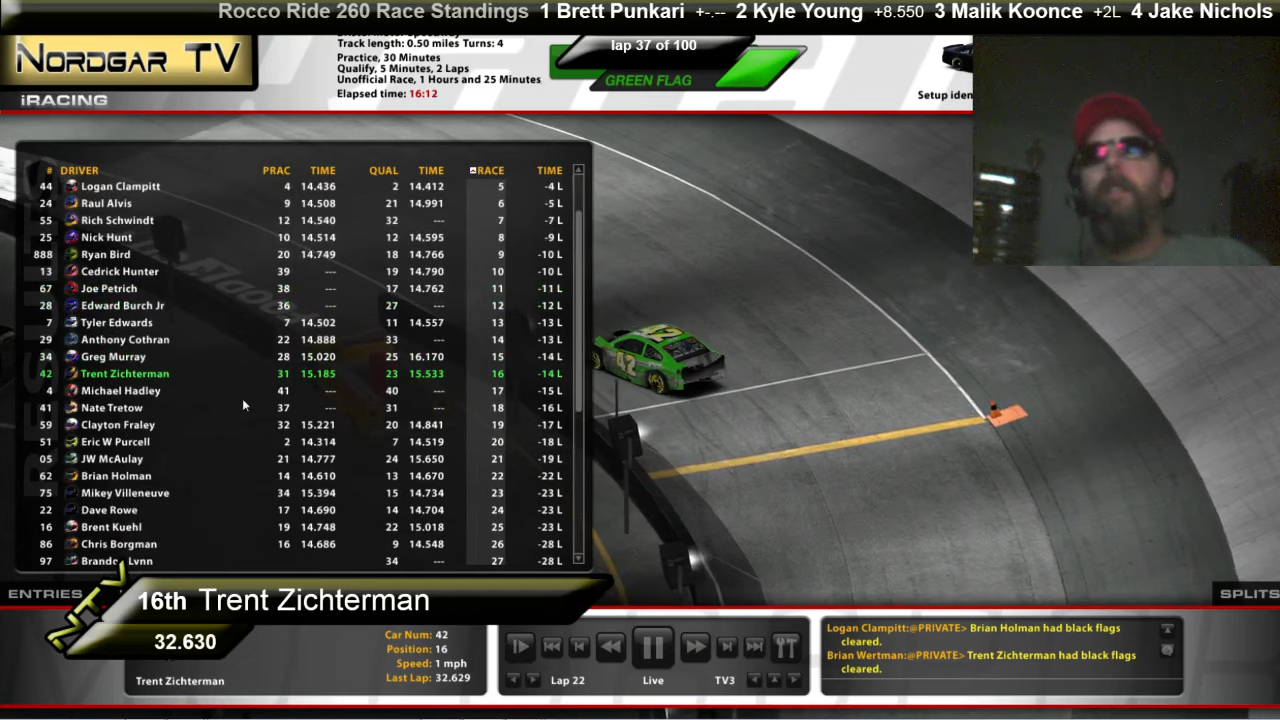 Rocco Ride 260 Race Standings 1 Brett Punkari +-.-- 2 Kyle Young +8.550 3 Malik Koonce +2L 4 Jake Nichols
NORDGAR TV
iRACING
Track length: 0.50 miles Turns: 4
Practice, 30 Minutes
Qualify, 5 Minutes, 2 Laps
Unofficial Race, 1 Hours and 25 Minutes
Elapsed time: 16:12
lap 37 of 100
GREEN FLAG
Setup iden
# DRIVER PRAC TIME QUAL TIME RACE TIME
44 Logan Clampitt 4 14.436 2 14.412 5 -4 L
24 Raul Alvis 9 14.508 21 14.991 6 -5 L
55 Rich Schwindt 12 14.540 32 --- 7 -7 L
25 Nick Hunt 10 14.514 12 14.595 8 -9 L
888 Ryan Bird 20 14.749 18 14.766 9 -10 L
13 Cedrick Hunter 39 --- 19 14.790 10 -10 L
67 Joe Petrich 38 --- 17 14.762 11 -11 L
28 Edward Burch Jr 36 --- 27 --- 12 -12 L
7 Tyler Edwards 7 14.502 11 14.557 13 -13 L
29 Anthony Cothran 22 14.888 33 --- 14 -13 L
34 Greg Murray 28 15.020 25 16.170 15 -14 L
42 Trent Zichterman 31 15.185 23 15.533 16 -14 L
4 Michael Hadley 41 --- 40 --- 17 -15 L
41 Nate Tretow 37 --- 31 --- 18 -16 L
59 Clayton Fraley 32 15.221 20 14.841 19 -17 L
51 Eric W Purcell 2 14.314 7 14.519 20 -18 L
05 JW McAulay 21 14.777 24 15.650 21 -19 L
62 Brian Holman 14 14.610 13 14.670 22 -22 L
75 Mikey Villeneuve 34 15.394 15 14.734 23 -23 L
22 Dave Rowe 17 14.690 14 14.704 24 -23 L
16 Brent Kuehl 19 14.748 22 15.018 25 -23 L
86 Chris Borgman 16 14.686 9 14.548 26 -28 L
97 Lynn 34 --- 27 -28 L
42
ENTRIES
SPLITS
NTV
16th Trent Zichterman
32.630
Trent Zichterman
Car Num: 42
Position: 16
Speed: 1 mph
Last Lap: 32.629
Lap 22 Live TV3
Logan Clampitt:@PRIVATE> Brian Holman had black flags
cleared.
Brian Wertman:@PRIVATE> Trent Zichterman had black flags
cleared.